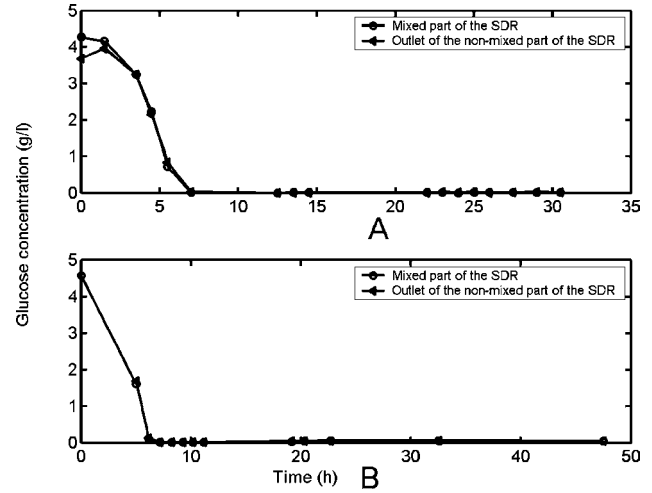 5
4
3
2
1
0
Mixed part of the SDR
Outlet of the non-mixed part of the SDR
0 5 10 15 20 25 30 35
A
Glucose concentration (g/l)
5
4
3
2
1
0
Mixed part of the SDR
Outlet of the non-mixed part of the SDR
0 10 20 30 40 50
Time (h) B